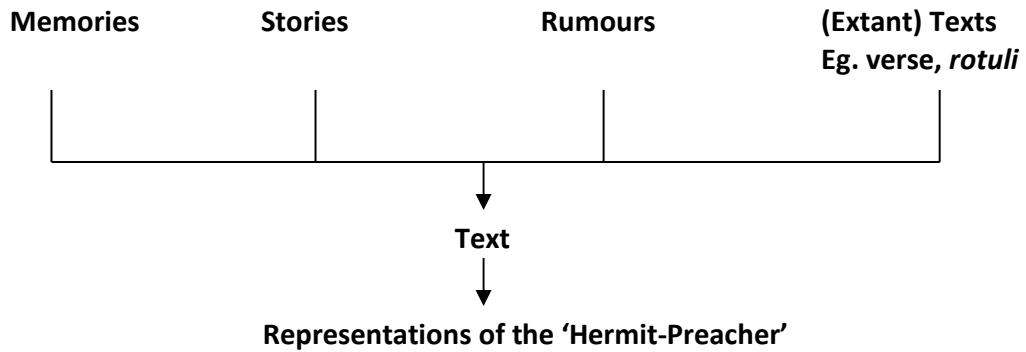 Memories Stories Rumours (Extant) Texts
Eg. verse, rotuli
Text
Representations of the ‘Hermit-Preacher’